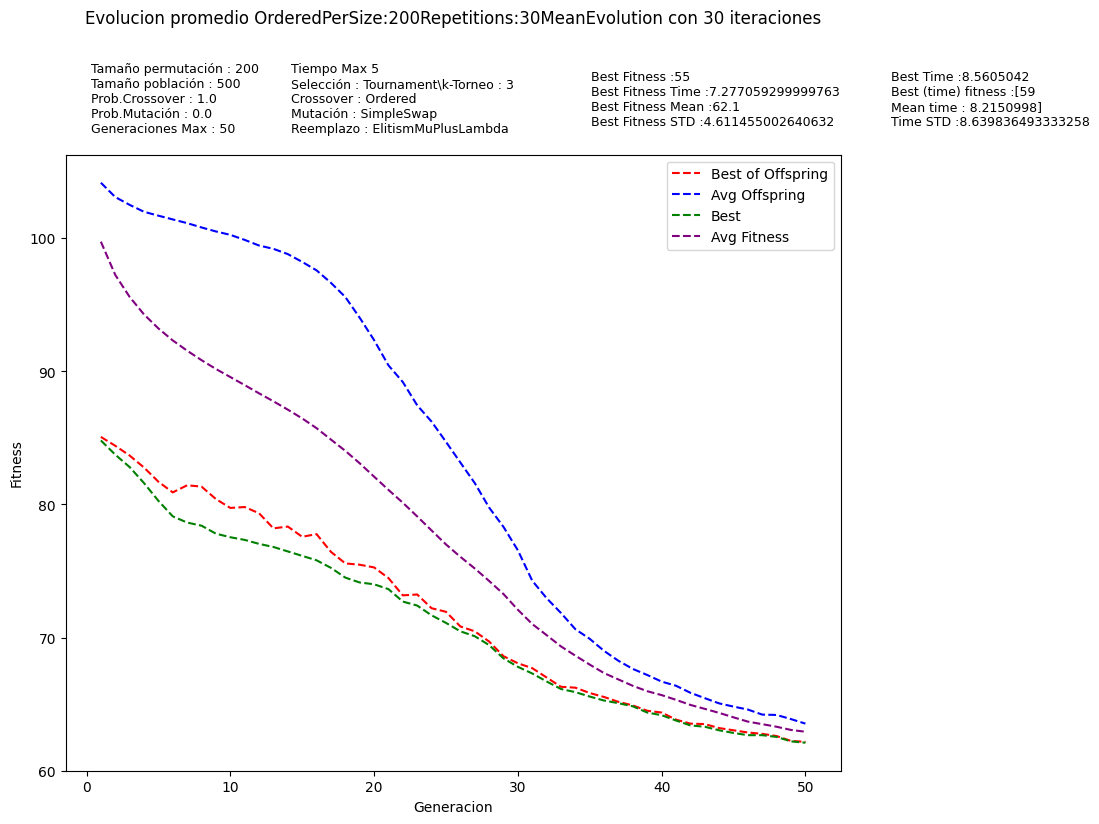 Evolucion promedio OrderedPerSize:200Repetitions:30MeanEvolution con 30 iteraciones
Tamaño permutación : 200
Tamaño población : 500
Prob.Crossover : 1.0
Prob.Mutación : 0.0
Generaciones Max : 50
Tiempo Max 5
Selección : Tournament\k-Torneo : 3
Crossover : Ordered
Mutación : SimpleSwap
Reemplazo : ElitismMuPlusLambda
Best Fitness :55
Best Fitness Time :7.277059299999763
Best Fitness Mean :62.1
Best Fitness STD :4.611455002640632
Best Time :8.5605042
Best (time) fitness :[59
Mean time : 8.2150998]
Time STD :8.639836493333258
Best of Offspring
Avg Offspring
Best
Avg Fitness
Fitness
100
90
80
70
60
0
10
20
30
40
50
Generacion